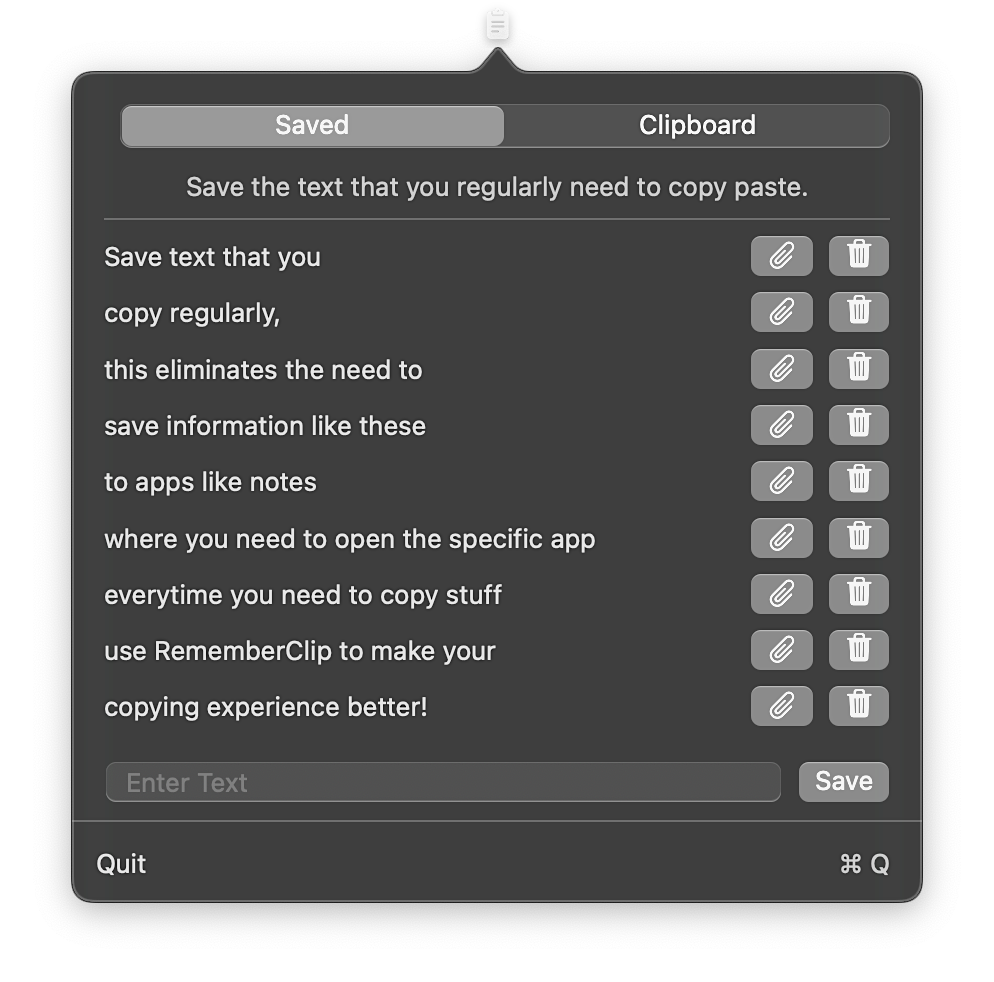 Saved
Clipboard
Save the text that you regularly need to copy paste.
Save text that you
copy regularly,
this eliminates the need to
save information like these
to apps like notes
where you need to open the specific app
everytime you need to copy stuff
use RememberClip to make your
copying experience better!
Enter Text
Save
Quit
⌘ Q